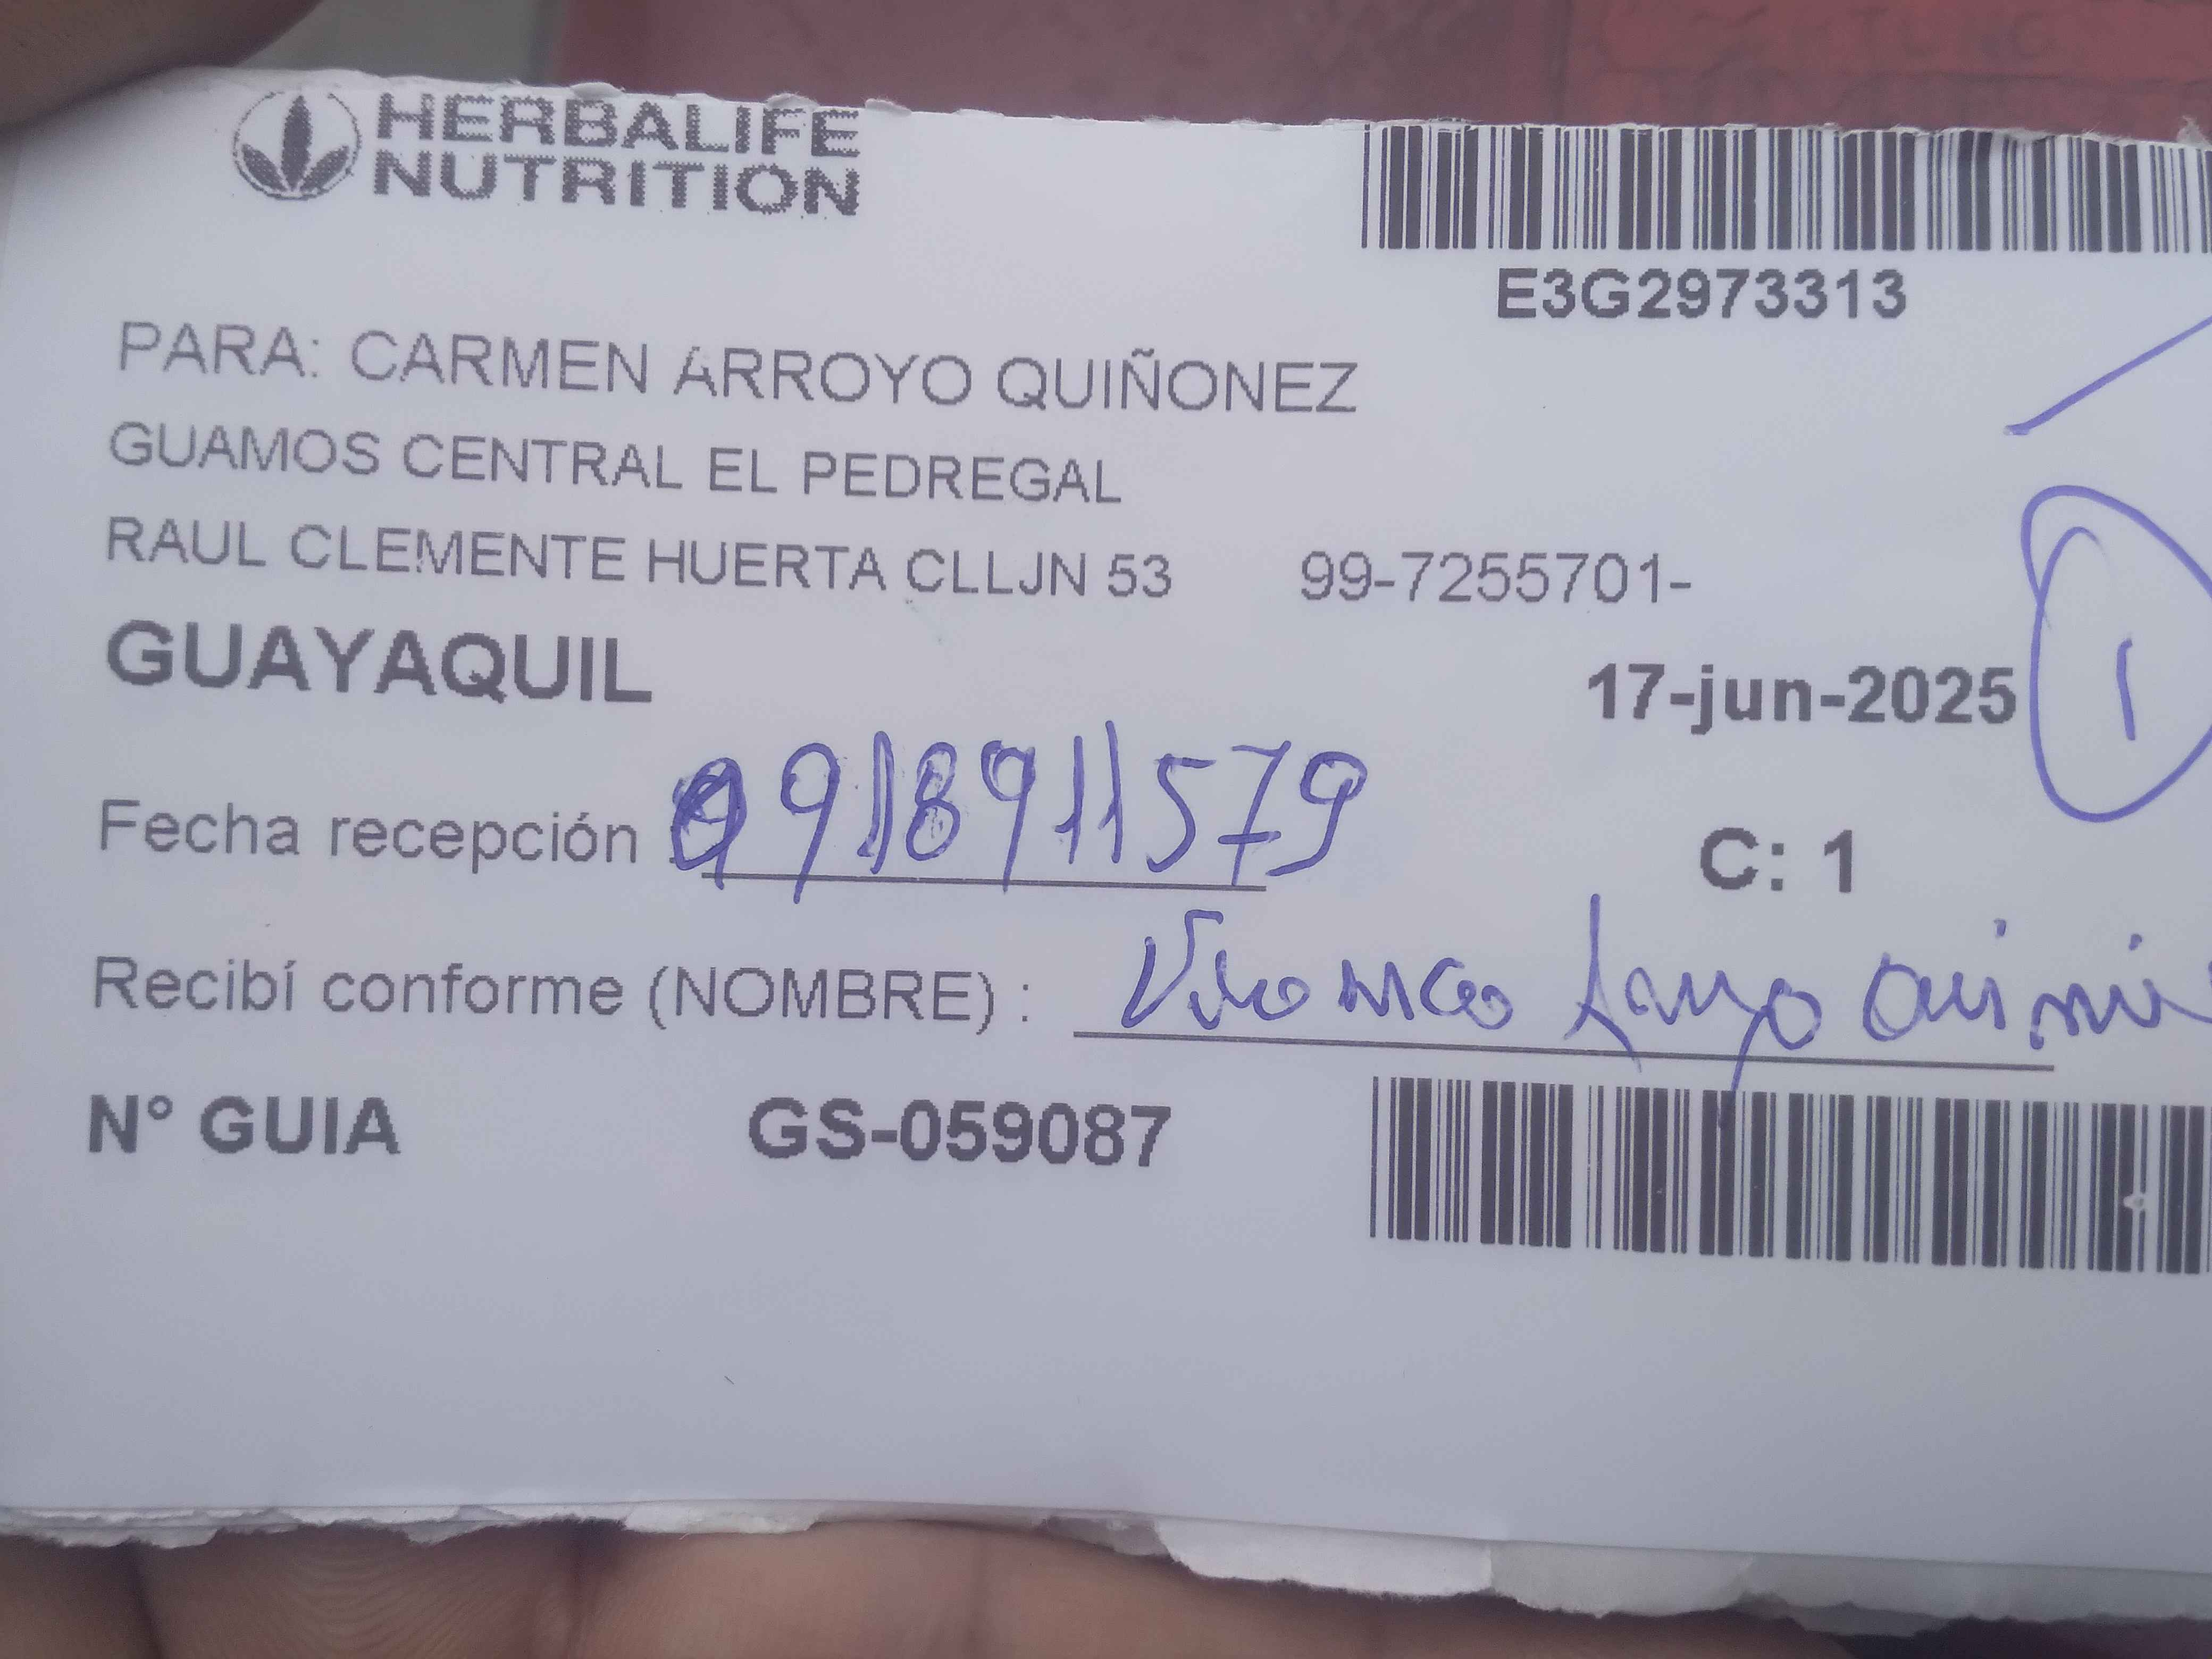 HERBALIFE
NUTRITION
E3G2973313
PARA: CARMEN ARROYO QUIÑONEZ
GUAMOS CENTRAL EL PEDREGAL
RAUL CLEMENTE HUERTA CLLJN 53 99-7255701-
GUAYAQUIL
17-jun-2025
1
Fecha recepción 0918911579
C: 1
Recibí conforme (NOMBRE) :
N° GUIA GS-059087